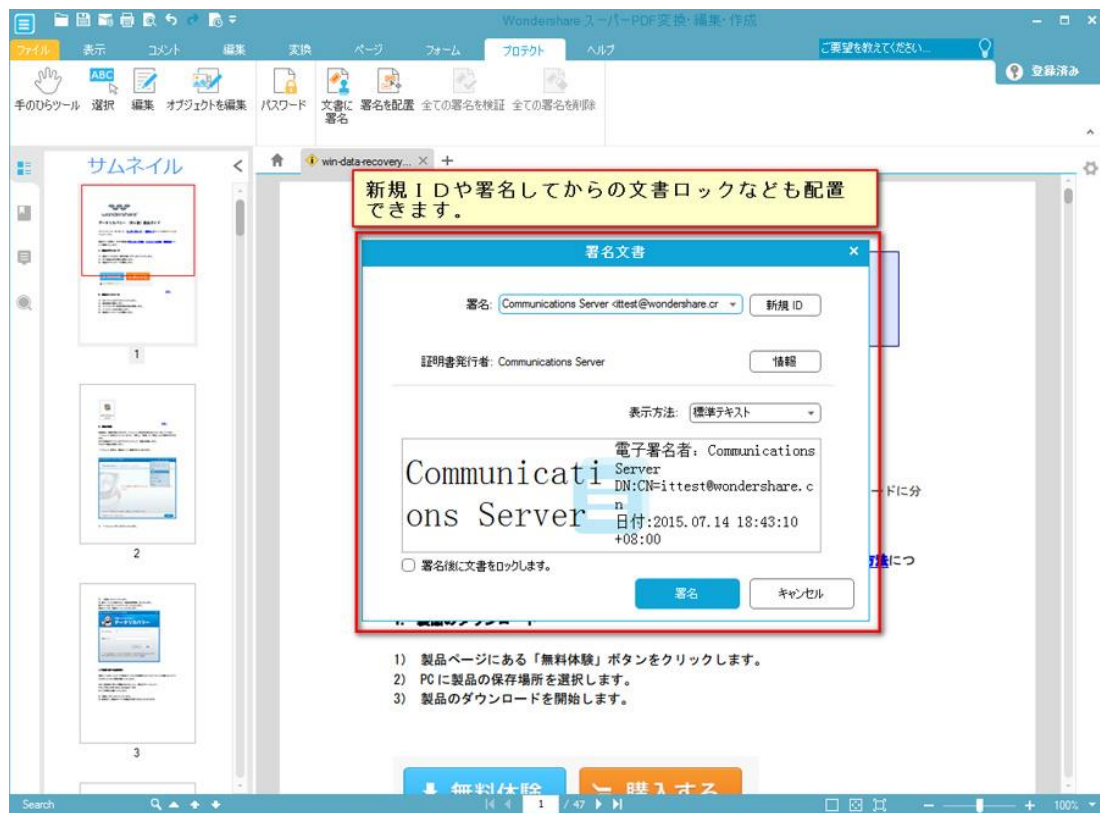 Wondershare スーパーPDF変換・編集・作成
ファイル 表示 コメント 編集 変換 ページ フォーム プロテクト ヘルプ ご要望を教えてください...
登録済み
手のひらツール 選択 編集 オブジェクトを編集 パスワード 文書に署名 署名を配置 全ての署名を検証 全ての署名を削除
ABC
サムネイル
win-data-recovery...
新規ＩＤや署名してからの文書ロックなども配置
できます。
署名文書
署名: Communications Server <ittest@wondershare.cr 新規 ID
証明書発行者: Communications Server 情報
表示方法: 標準テキスト
Communicati
ons Server
電子署名者: Communications
Server
DN:CN=ittest@wondershare.c
n
日付:2015.07.14 18:43:10
+08:00
署名後に文書をロックします。
署名 キャンセル
ードに分
方法につ
1. 製品のダウンロード
1) 製品ページにある「無料体験」ボタンをクリックします。
2) PCに製品の保存場所を選択します。
3) 製品のダウンロードを開始します。
無料体験 購入する
wondershare
1
2
3
Search 1 / 47 100%